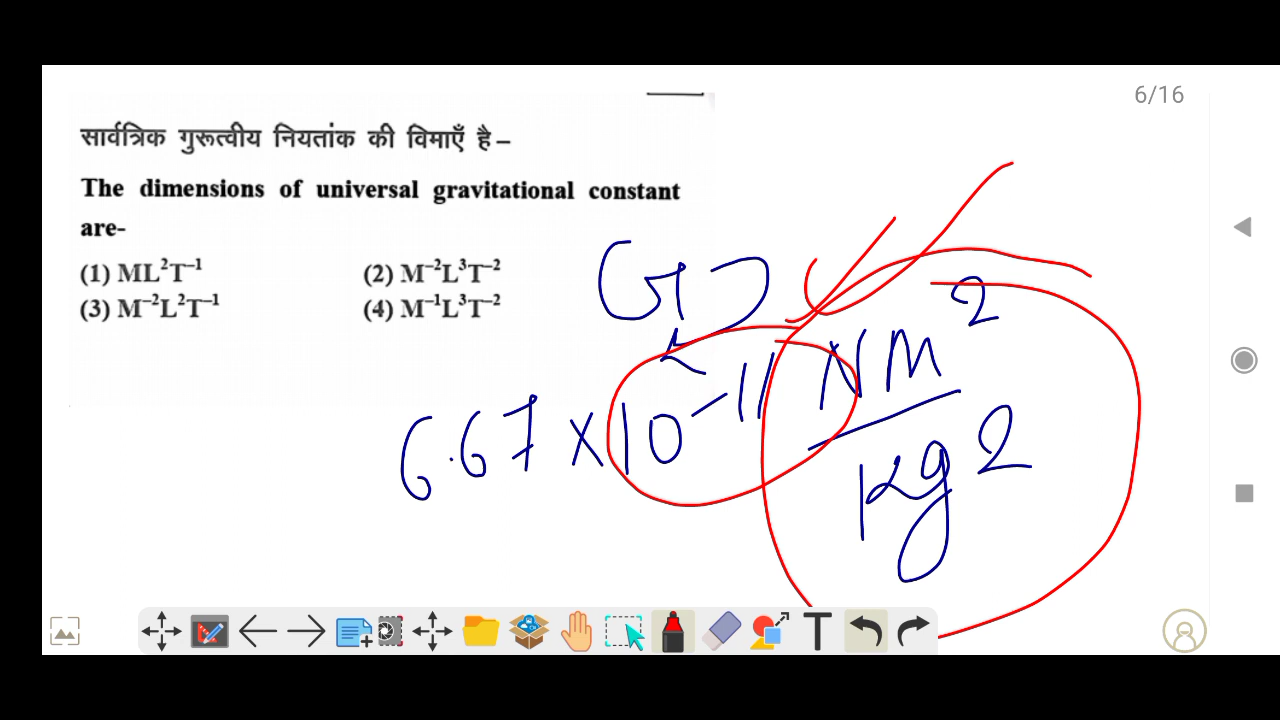 6/16
सार्वत्रिक गुरूत्वीय नियतांक की विमाएँ है –
The dimensions of universal gravitational constant
are-
(1) ML²T⁻¹ (2) M⁻²L³T⁻²
(3) M⁻²L²T⁻¹ (4) M⁻¹L³T⁻²
G
6.67 × 10⁻¹¹ NM² / Kg²
T